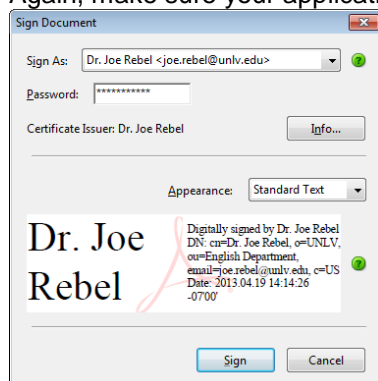 Again, make sure your applicati
Sign Document
Sign As: Dr. Joe Rebel <joe.rebel@unlv.edu>
Password: ***********
Certificate Issuer: Dr. Joe Rebel Info...
Appearance: Standard Text
Dr. Joe
Rebel
Digitally signed by Dr. Joe Rebel
DN: cn=Dr. Joe Rebel, o=UNLV,
ou=English Department,
email=joe.rebel@unlv.edu, c=US
Date: 2013.04.19 14:14:26
-07'00'
Sign Cancel